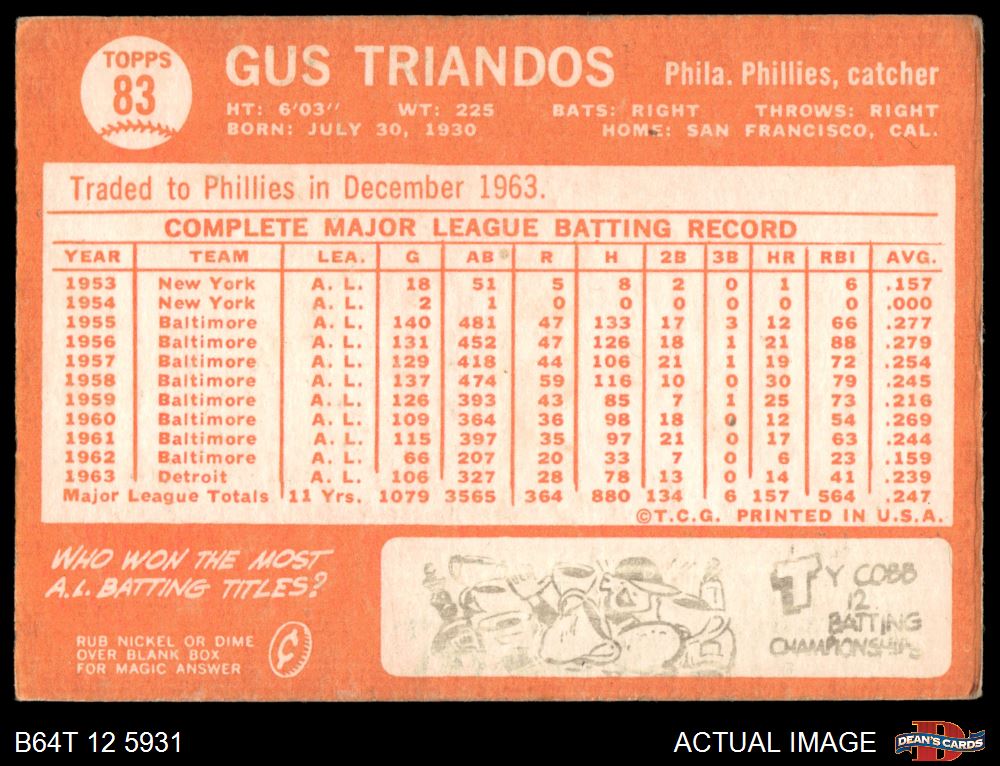 TOPPS
83
GUS TRIANDOS
Phila. Phillies, catcher
HT: 6'03" WT: 225 BATS: RIGHT THROWS: RIGHT
BORN: JULY 30, 1930 HOME: SAN FRANCISCO, CAL.
Traded to Phillies in December 1963.
COMPLETE MAJOR LEAGUE BATTING RECORD
YEAR TEAM LEA. G AB R H 2B 3B HR RBI AVG.
1953 New York A. L. 18 51 5 8 2 0 1 6 .157
1954 New York A. L. 2 1 0 0 0 0 0 0 .000
1955 Baltimore A. L. 140 481 47 133 17 3 12 66 .277
1956 Baltimore A. L. 131 452 47 126 18 1 21 88 .279
1957 Baltimore A. L. 129 418 44 106 21 1 19 72 .254
1958 Baltimore A. L. 137 474 59 116 10 0 30 79 .245
1959 Baltimore A. L. 126 393 43 85 7 1 25 73 .216
1960 Baltimore A. L. 109 364 36 98 18 0 12 54 .269
1961 Baltimore A. L. 115 397 35 97 21 0 17 63 .244
1962 Baltimore A. L. 66 207 20 33 7 0 6 23 .159
1963 Detroit A. L. 106 327 28 78 13 0 14 41 .239
Major League Totals 11 Yrs. 1079 3565 364 880 134 6 157 564 .247
©T.C.G. PRINTED IN U.S.A.
WHO WON THE MOST
A.L. BATTING TITLES?
RUB NICKEL OR DIME
OVER BLANK BOX
FOR MAGIC ANSWER
TY COBB
12
BATTING
CHAMPIONSHIPS
B64T 12 5931
ACTUAL IMAGE
DEAN'S CARDS